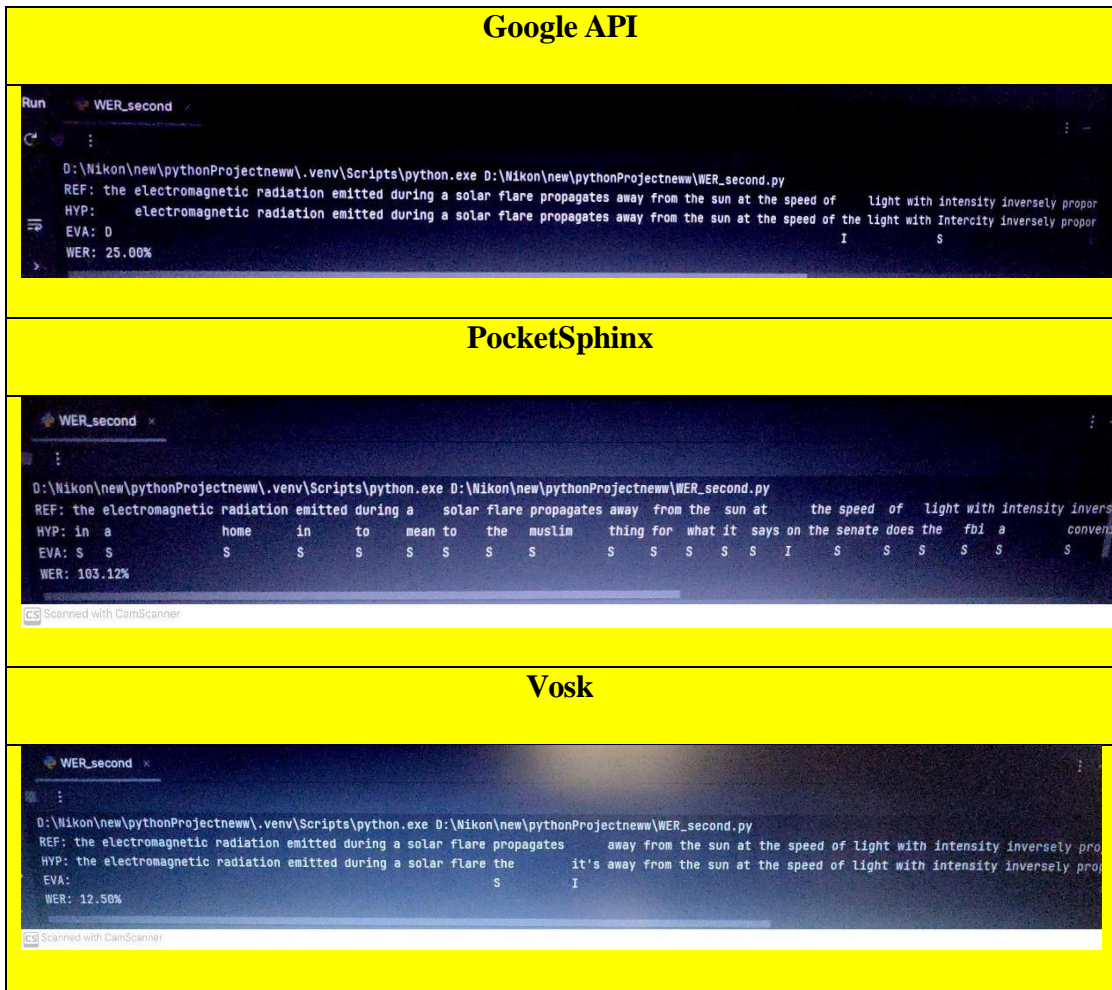 Google API
Run WER_second ×
D:\Nikon\new\pythonProjectneww\.venv\Scripts\python.exe D:\Nikon\new\pythonProjectneww\WER_second.py
REF: the electromagnetic radiation emitted during a solar flare propagates away from the sun at the speed of light with intensity inversely propor
HYP: electromagnetic radiation emitted during a solar flare propagates away from the sun at the speed of the light with Intercity inversely propor
EVA: D I S
WER: 25.00%
PocketSphinx
WER_second ×
D:\Nikon\new\pythonProjectneww\.venv\Scripts\python.exe D:\Nikon\new\pythonProjectneww\WER_second.py
REF: the electromagnetic radiation emitted during a solar flare propagates away from the sun at the speed of light with intensity invers
HYP: in a home in to mean to the muslim thing for what it says on the senate does the fbi a conveni
EVA: S S S S S S S S S S S S S S S I S S S S S S
WER: 103.12%
CS Scanned with CamScanner
Vosk
WER_second ×
D:\Nikon\new\pythonProjectneww\.venv\Scripts\python.exe D:\Nikon\new\pythonProjectneww\WER_second.py
REF: the electromagnetic radiation emitted during a solar flare propagates away from the sun at the speed of light with intensity inversely pro
HYP: the electromagnetic radiation emitted during a solar flare the it's away from the sun at the speed of light with intensity inversely prop
EVA: S I
WER: 12.50%
CS Scanned with CamScanner